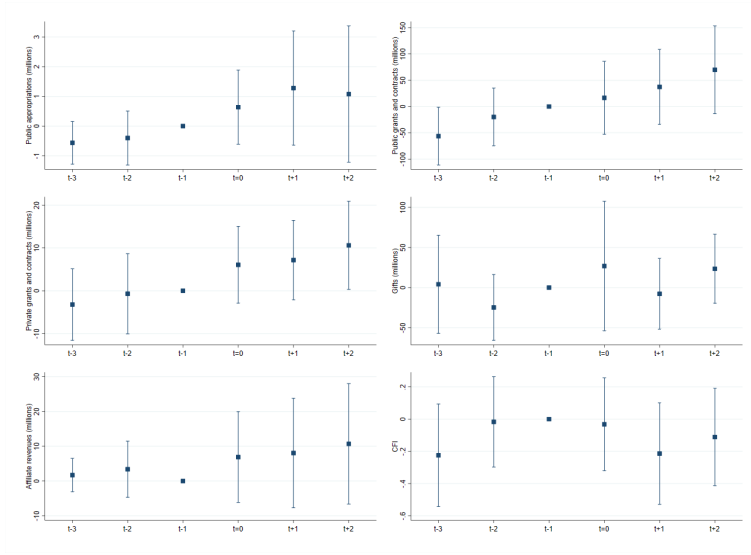 Public appropriations (millions)
3
2
1
0
-1
t-3 t-2 t-1 t=0 t+1 t+2
Public grants and contracts (millions)
150
100
50
0
-50
-100
t-3 t-2 t-1 t=0 t+1 t+2
Private grants and contracts (millions)
20
10
0
-10
t-3 t-2 t-1 t=0 t+1 t+2
Gifts (millions)
100
50
0
-50
t-3 t-2 t-1 t=0 t+1 t+2
Affiliate revenues (millions)
30
20
10
0
-10
t-3 t-2 t-1 t=0 t+1 t+2
CFI
.2
0
-.2
-.4
-.6
t-3 t-2 t-1 t=0 t+1 t+2